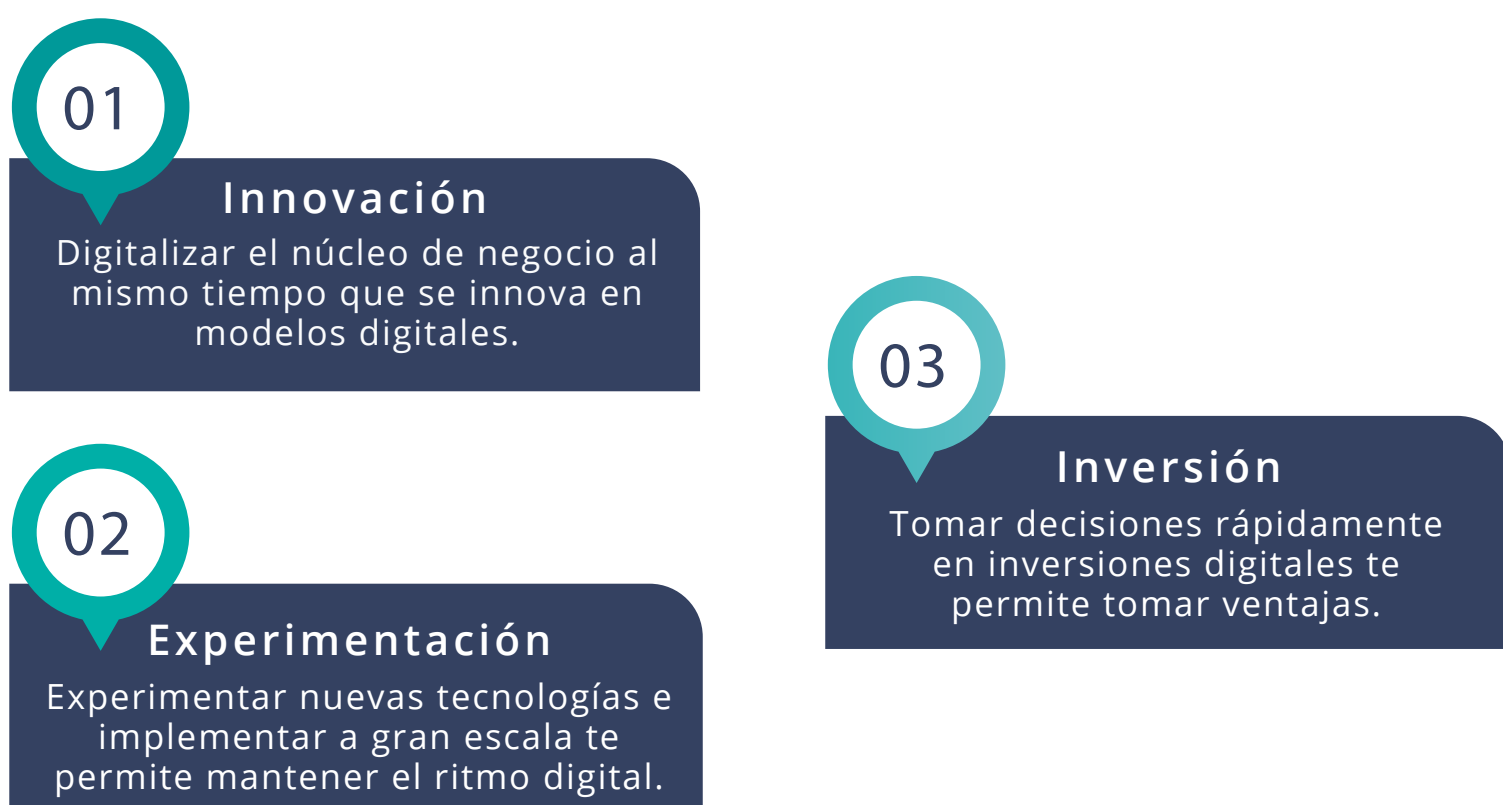 01
Innovación
Digitalizar el núcleo de negocio al
mismo tiempo que se innova en
modelos digitales.
02
Experimentación
Experimentar nuevas tecnologías e
implementar a gran escala te
permite mantener el ritmo digital.
03
Inversión
Tomar decisiones rápidamente
en inversiones digitales te
permite tomar ventajas.